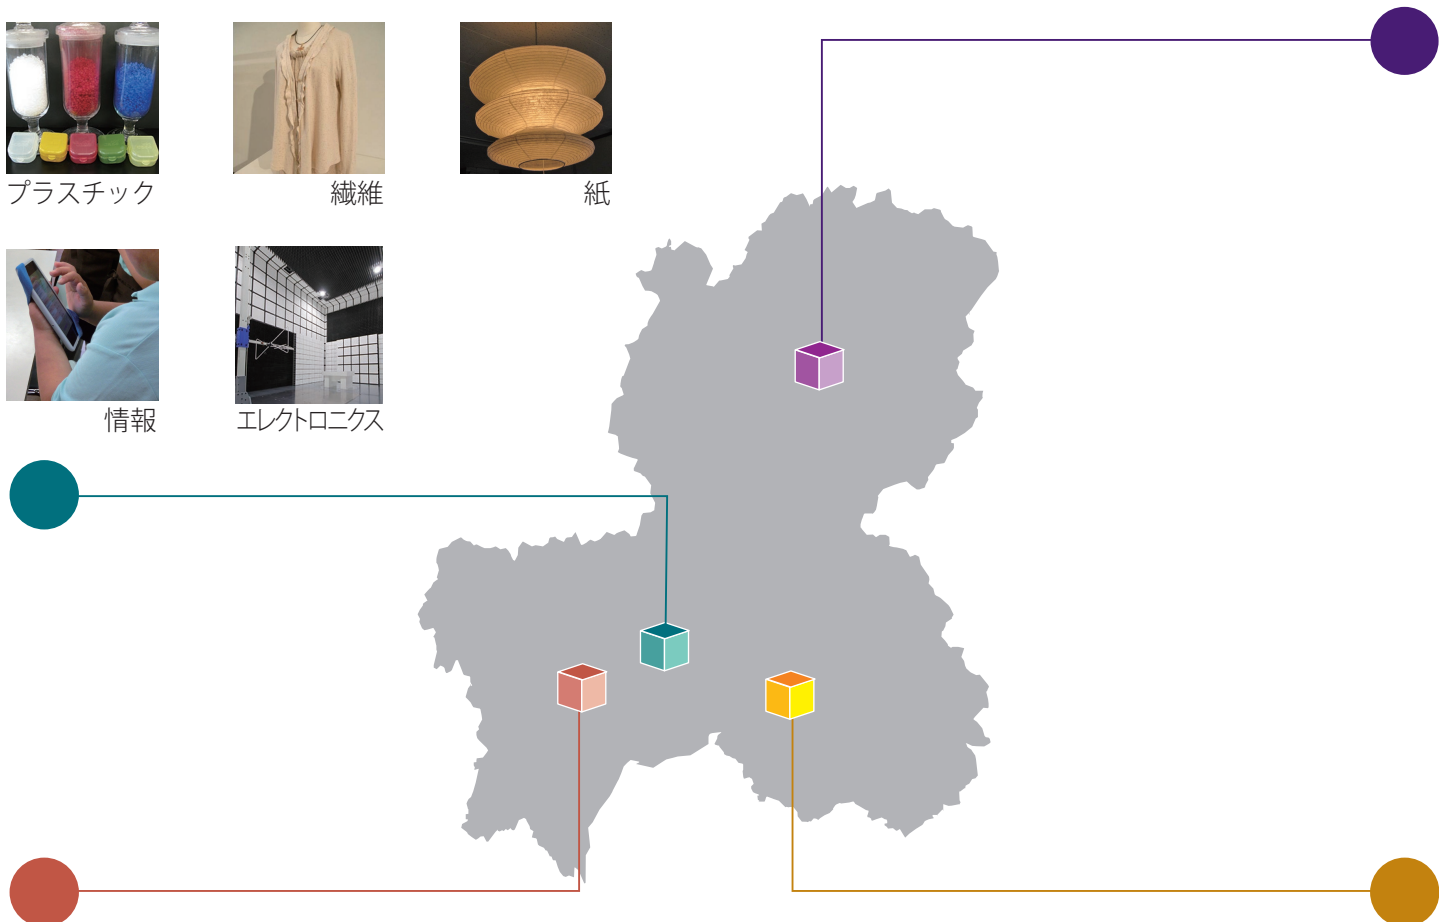 プラスチック
繊維
紙
情報
エレクトロニクス